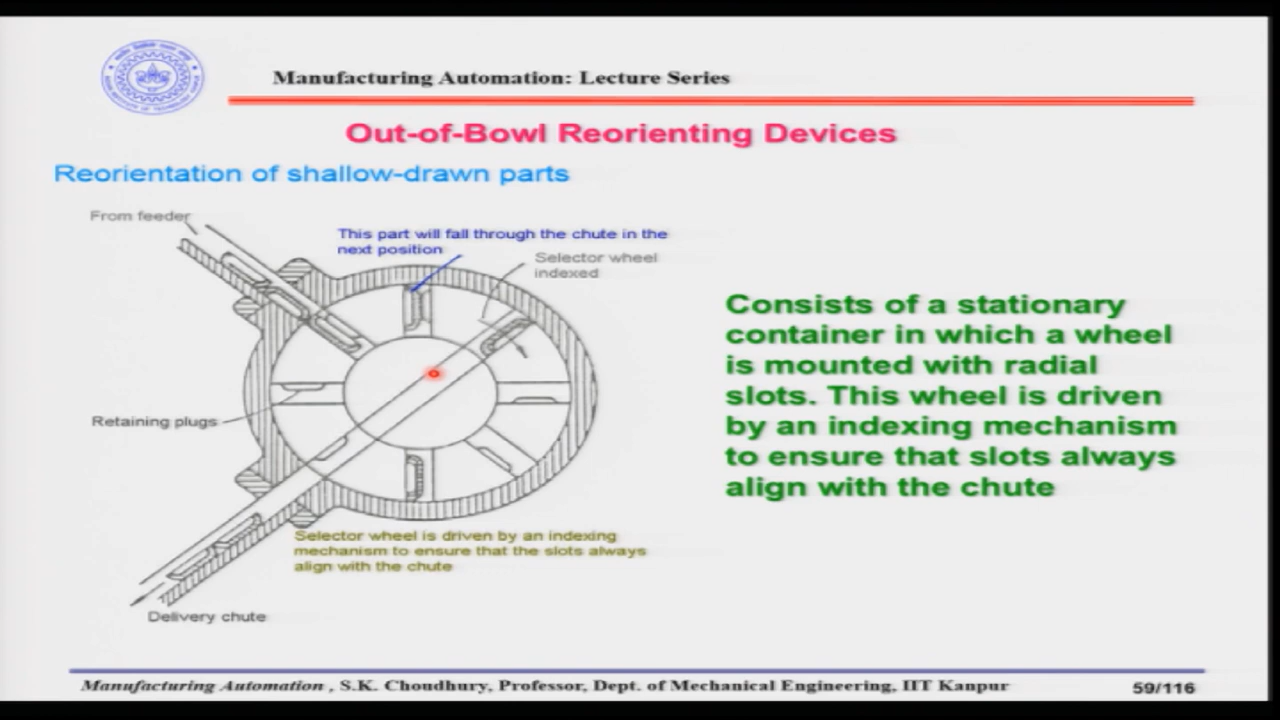 Manufacturing Automation: Lecture Series
Out-of-Bowl Reorienting Devices
Reorientation of shallow-drawn parts
From feeder
This part will fall through the chute in the
next position
Selector wheel
indexed
Retaining plugs
Selector wheel is driven by an indexing
mechanism to ensure that the slots always
align with the chute
Delivery chute
Consists of a stationary
container in which a wheel
is mounted with radial
slots. This wheel is driven
by an indexing mechanism
to ensure that slots always
align with the chute
Manufacturing Automation , S.K. Choudhury, Professor, Dept. of Mechanical Engineering, IIT Kanpur
59/116